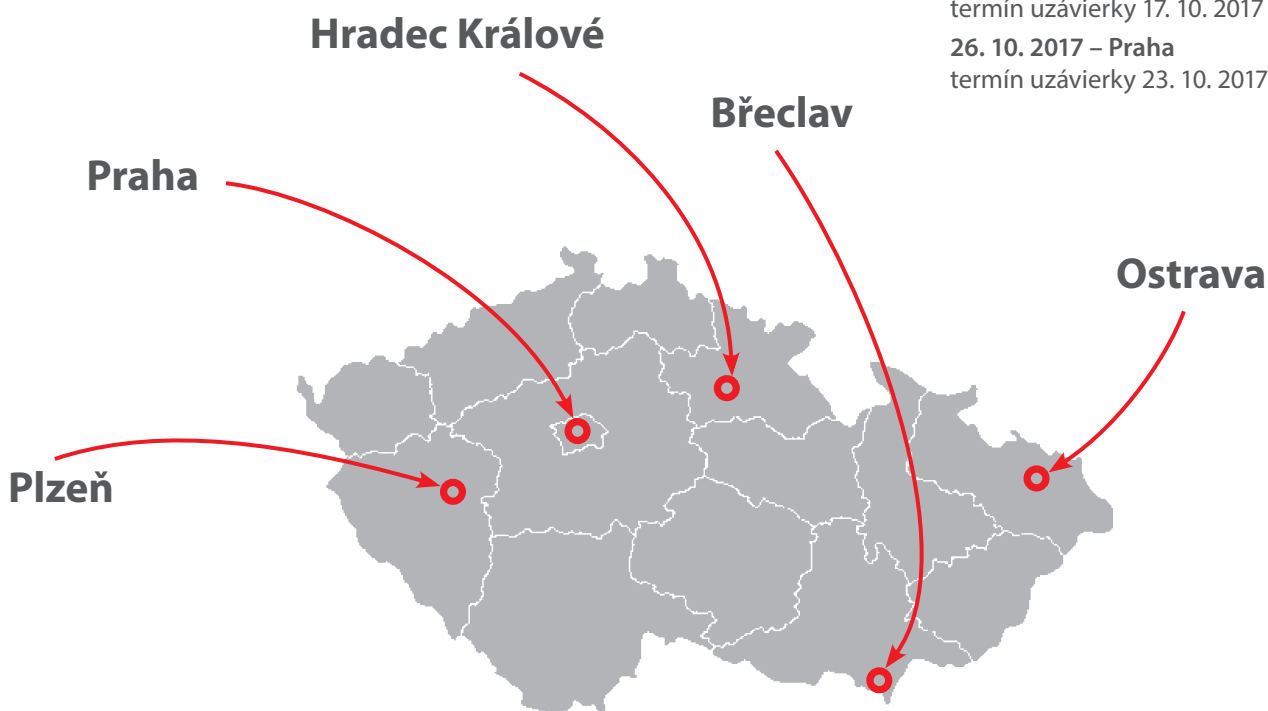 termín uzávierky 17. 10. 2017
Hradec Králové
26. 10. 2017 – Praha
termín uzávierky 23. 10. 2017
Břeclav
Praha
Ostrava
Plzeň